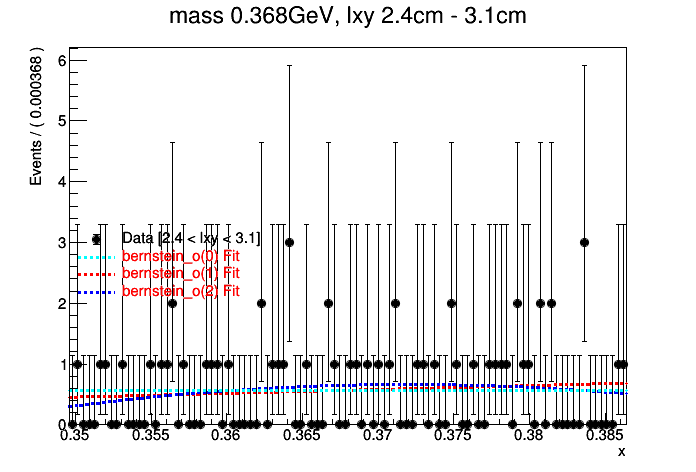 mass 0.368GeV, lxy 2.4cm - 3.1cm
Events / ( 0.000368 )
6
5
4
3
2
1
0
Data [2.4 < lxy < 3.1]
bernstein_o(0) Fit
bernstein_o(1) Fit
bernstein_o(2) Fit
0.35 0.355 0.36 0.365 0.37 0.375 0.38 0.385
x